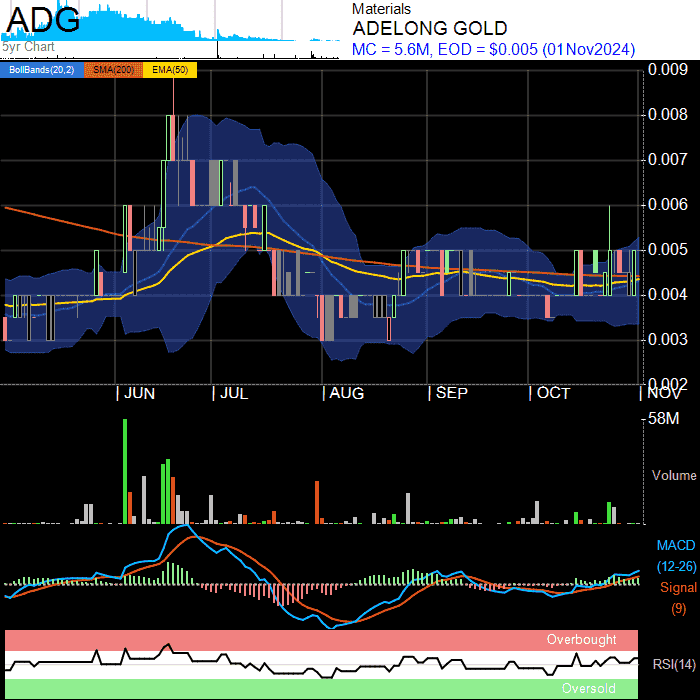 ADG
5yr Chart
Materials
ADELONG GOLD
MC = 5.6M, EOD = $0.005 (01Nov2024)
BollBands(20,2) SMA(200) EMA(50)
0.009
0.008
0.007
0.006
0.005
0.004
0.003
0.002
| JUN | JUL | AUG | SEP | OCT | NOV
58M
Volume
MACD
(12-26)
Signal
(9)
Overbought
RSI(14)
Oversold